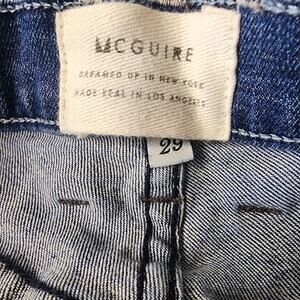 MCGUIRE
DREAMED UP IN NEW YORK
MADE REAL IN LOS ANGELES
29